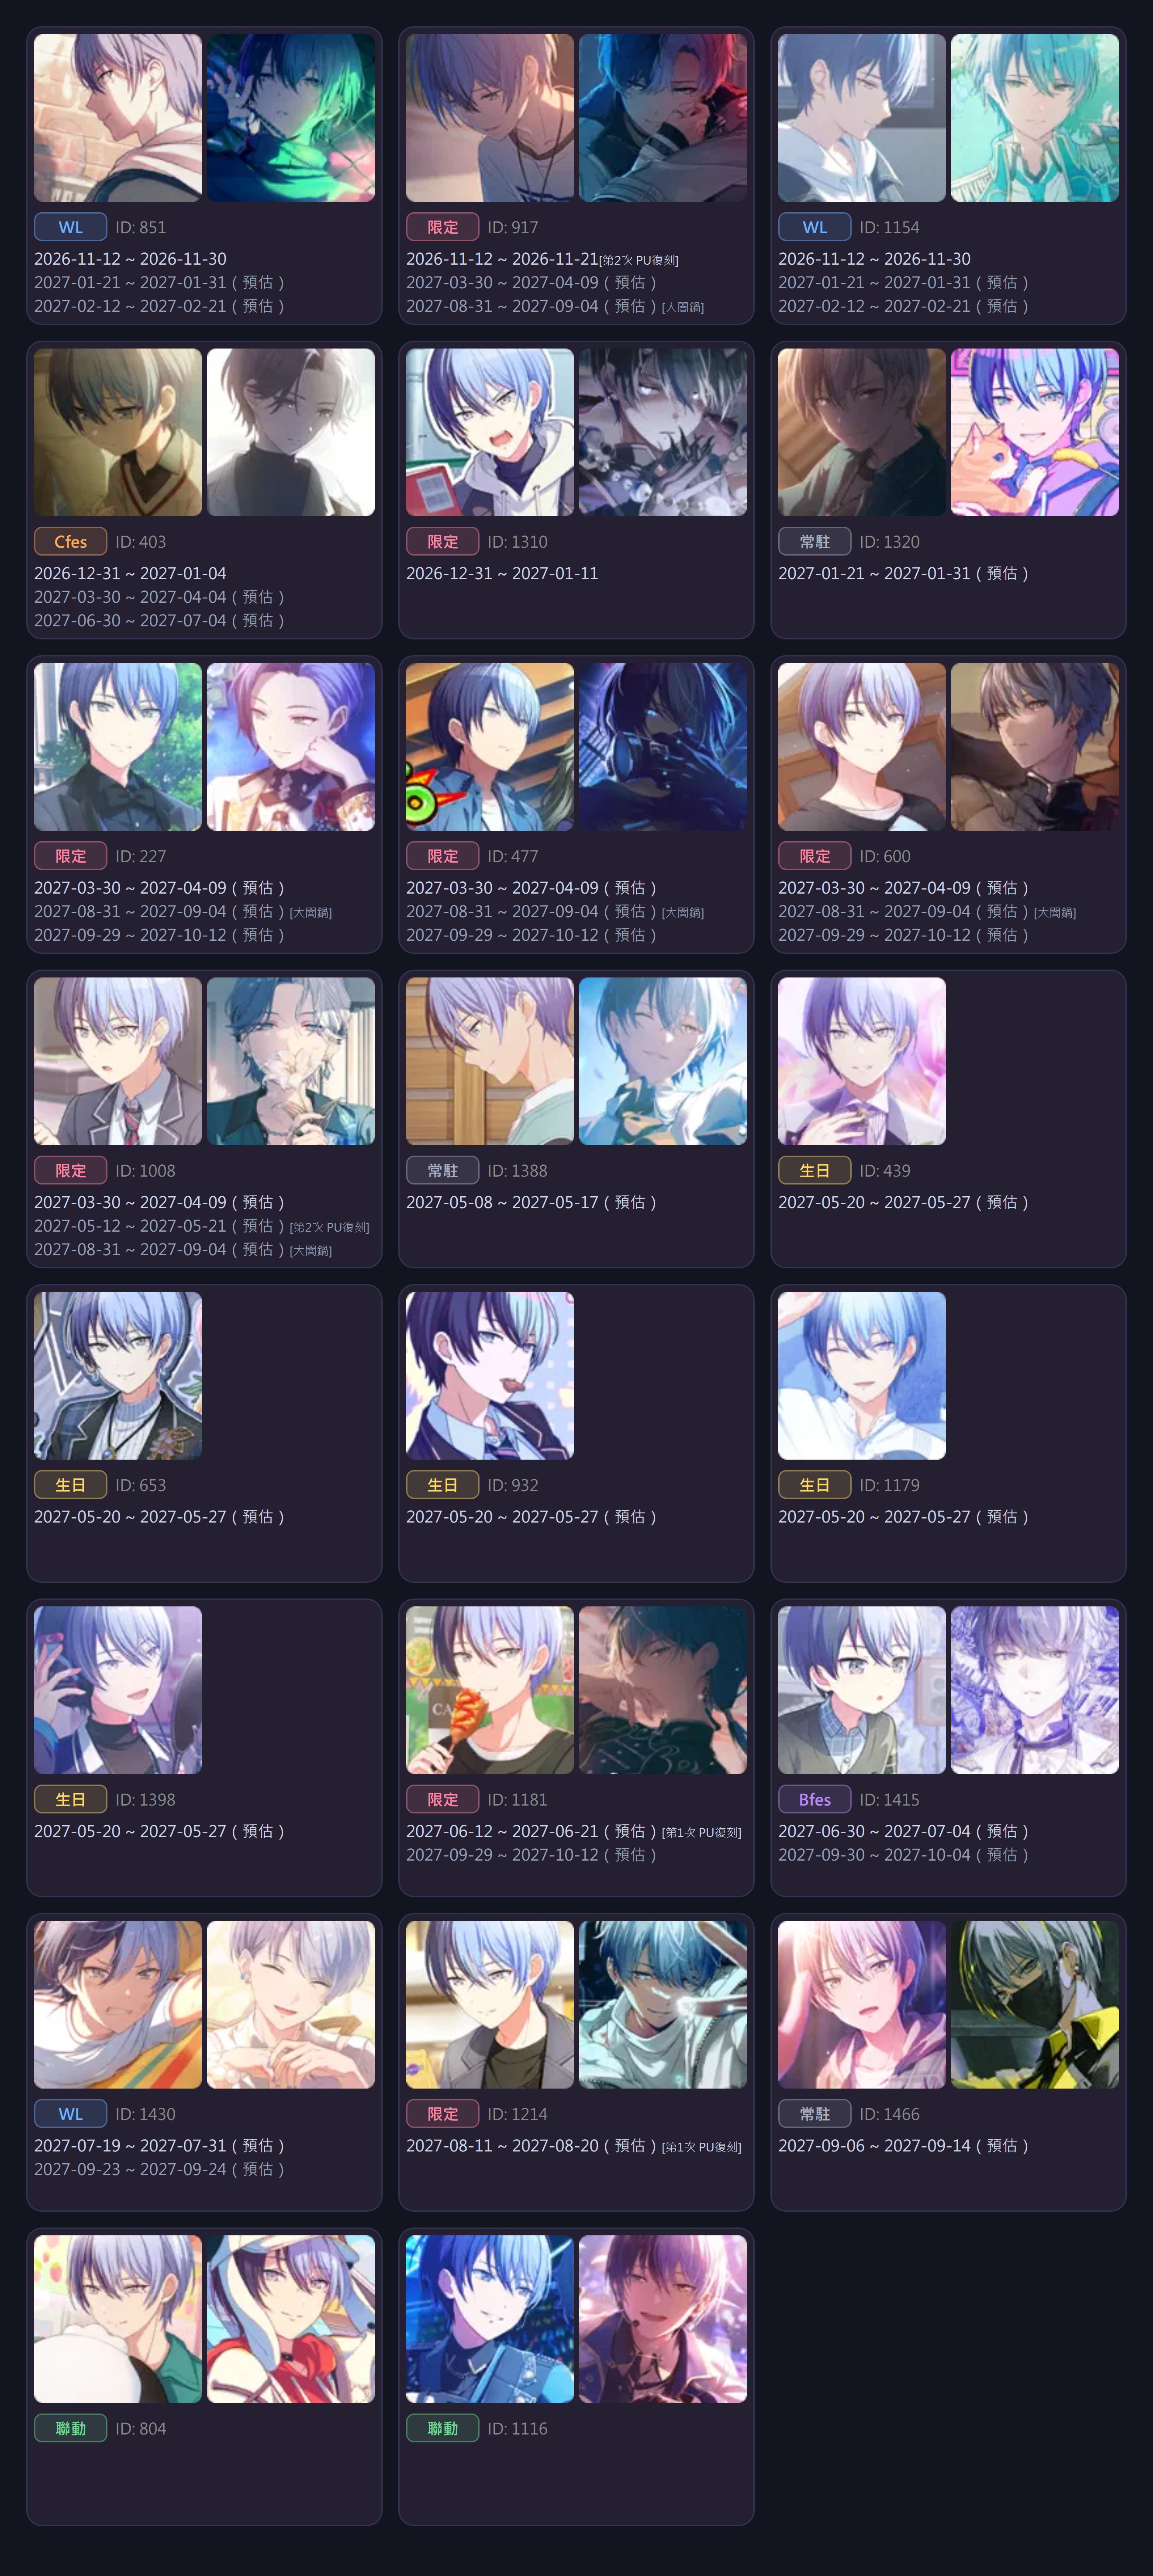 WL ID: 851
2026-11-12 ~ 2026-11-30
2027-01-21 ~ 2027-01-31 ( 預估 )
2027-02-12 ~ 2027-02-21 ( 預估 )
限定 ID: 917
2026-11-12 ~ 2026-11-21[第2次 PU復刻]
2027-03-30 ~ 2027-04-09 ( 預估 )
2027-08-31 ~ 2027-09-04 ( 預估 ) [大鬧鍋]
WL ID: 1154
2026-11-12 ~ 2026-11-30
2027-01-21 ~ 2027-01-31 ( 預估 )
2027-02-12 ~ 2027-02-21 ( 預估 )
Cfes ID: 403
2026-12-31 ~ 2027-01-04
2027-03-30 ~ 2027-04-04 ( 預估 )
2027-06-30 ~ 2027-07-04 ( 預估 )
限定 ID: 1310
2026-12-31 ~ 2027-01-11
常駐 ID: 1320
2027-01-21 ~ 2027-01-31 ( 預估 )
限定 ID: 227
2027-03-30 ~ 2027-04-09 ( 預估 )
2027-08-31 ~ 2027-09-04 ( 預估 ) [大鬧鍋]
2027-09-29 ~ 2027-10-12 ( 預估 )
限定 ID: 477
2027-03-30 ~ 2027-04-09 ( 預估 )
2027-08-31 ~ 2027-09-04 ( 預估 ) [大鬧鍋]
2027-09-29 ~ 2027-10-12 ( 預估 )
限定 ID: 600
2027-03-30 ~ 2027-04-09 ( 預估 )
2027-08-31 ~ 2027-09-04 ( 預估 ) [大鬧鍋]
2027-09-29 ~ 2027-10-12 ( 預估 )
限定 ID: 1008
2027-03-30 ~ 2027-04-09 ( 預估 )
2027-05-12 ~ 2027-05-21 ( 預估 ) [第2次 PU復刻]
2027-08-31 ~ 2027-09-04 ( 預估 ) [大鬧鍋]
常駐 ID: 1388
2027-05-08 ~ 2027-05-17 ( 預估 )
生日 ID: 439
2027-05-20 ~ 2027-05-27 ( 預估 )
生日 ID: 653
2027-05-20 ~ 2027-05-27 ( 預估 )
生日 ID: 932
2027-05-20 ~ 2027-05-27 ( 預估 )
生日 ID: 1179
2027-05-20 ~ 2027-05-27 ( 預估 )
生日 ID: 1398
2027-05-20 ~ 2027-05-27 ( 預估 )
CA
限定 ID: 1181
2027-06-12 ~ 2027-06-21 ( 預估 ) [第1次 PU復刻]
2027-09-29 ~ 2027-10-12 ( 預估 )
Bfes ID: 1415
2027-06-30 ~ 2027-07-04 ( 預估 )
2027-09-30 ~ 2027-10-04 ( 預估 )
WL ID: 1430
2027-07-19 ~ 2027-07-31 ( 預估 )
2027-09-23 ~ 2027-09-24 ( 預估 )
限定 ID: 1214
2027-08-11 ~ 2027-08-20 ( 預估 ) [第1次 PU復刻]
常駐 ID: 1466
2027-09-06 ~ 2027-09-14 ( 預估 )
聯動 ID: 804
聯動 ID: 1116